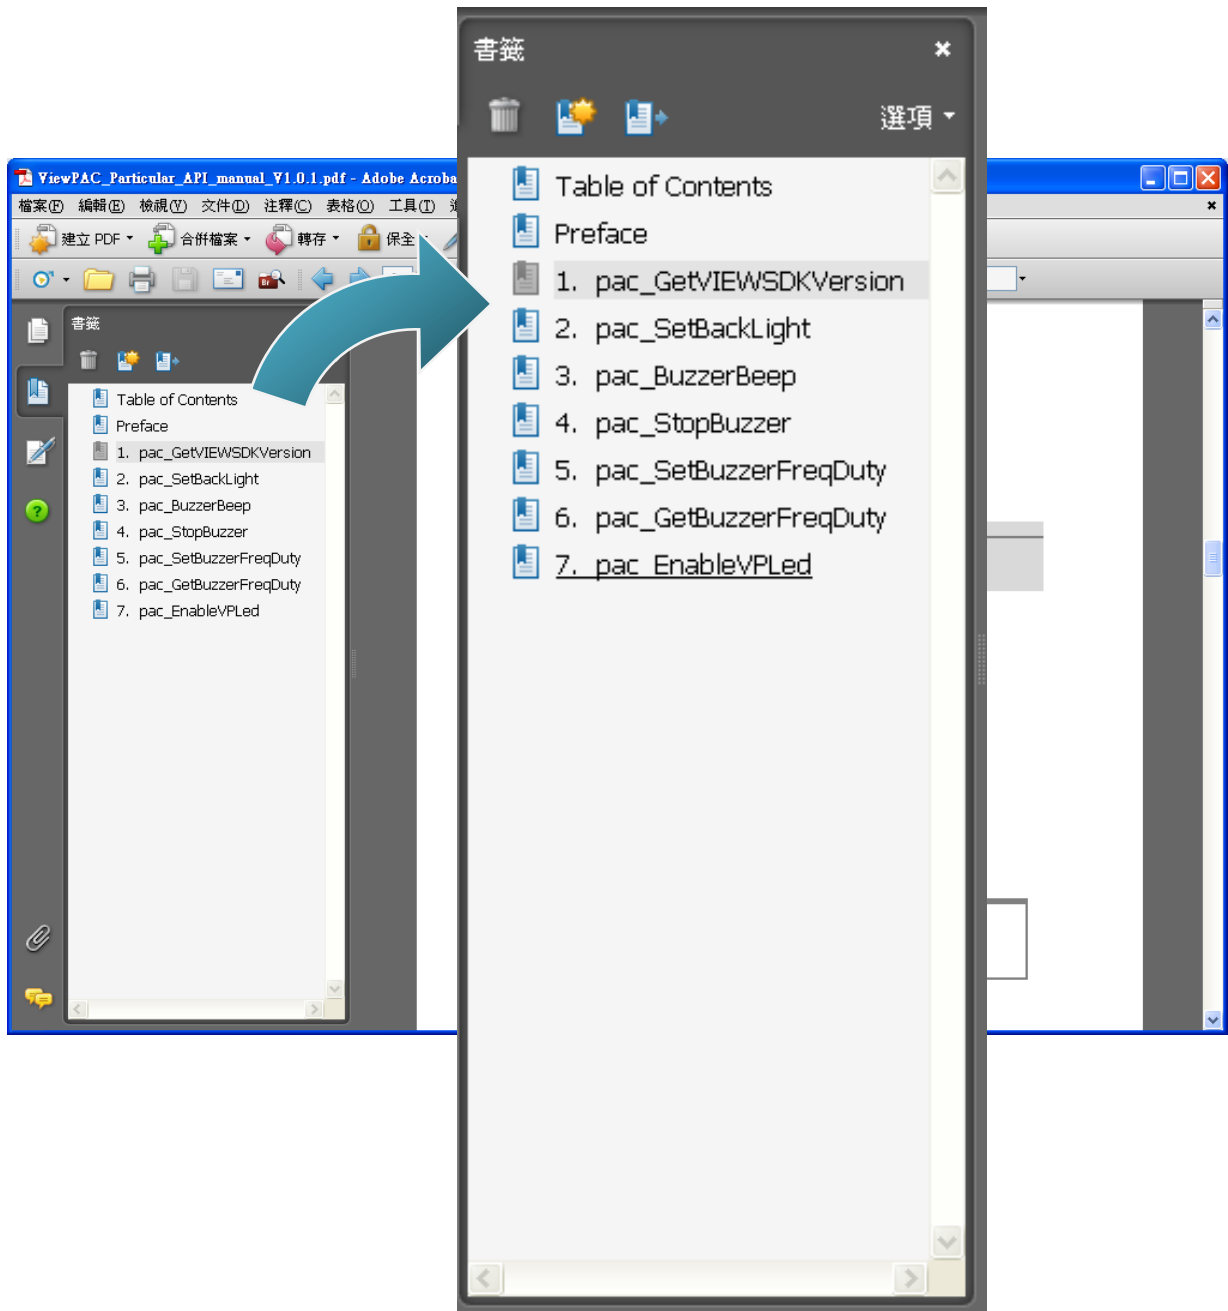 書籤
選項
Table of Contents
Preface
1. pac_GetVIEWSDKVersion
2. pac_SetBackLight
3. pac_BuzzerBeep
4. pac_StopBuzzer
5. pac_SetBuzzerFreqDuty
6. pac_GetBuzzerFreqDuty
7. pac_EnableVPLed
ViewPAC_Particular_API_manual_V1.0.1.pdf - Adobe Acroba
檔案(F) 編輯(E) 檢視(V) 文件(D) 注釋(C) 表格(O) 工具(T)
建立 PDF 合併檔案 轉存 保全
書籤
Table of Contents
Preface
1. pac_GetVIEWSDKVersion
2. pac_SetBackLight
3. pac_BuzzerBeep
4. pac_StopBuzzer
5. pac_SetBuzzerFreqDuty
6. pac_GetBuzzerFreqDuty
7. pac_EnableVPLed